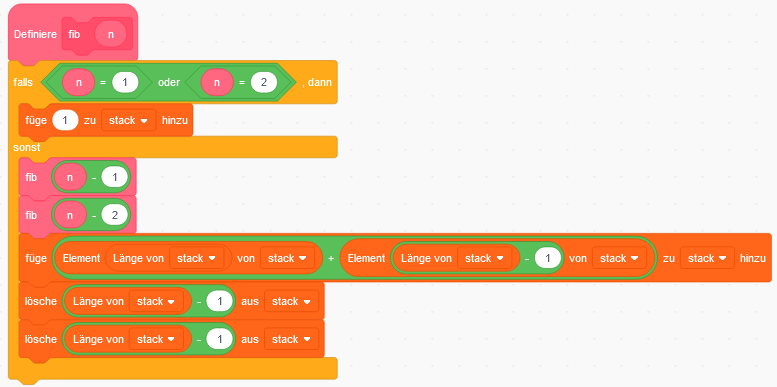 Definiere fib n
falls n = 1 oder n = 2 , dann
füge 1 zu stack hinzu
sonst
fib n - 1
fib n - 2
füge Element Länge von stack von stack + Element Länge von stack - 1 von stack zu stack hinzu
lösche Länge von stack - 1 aus stack
lösche Länge von stack - 1 aus stack